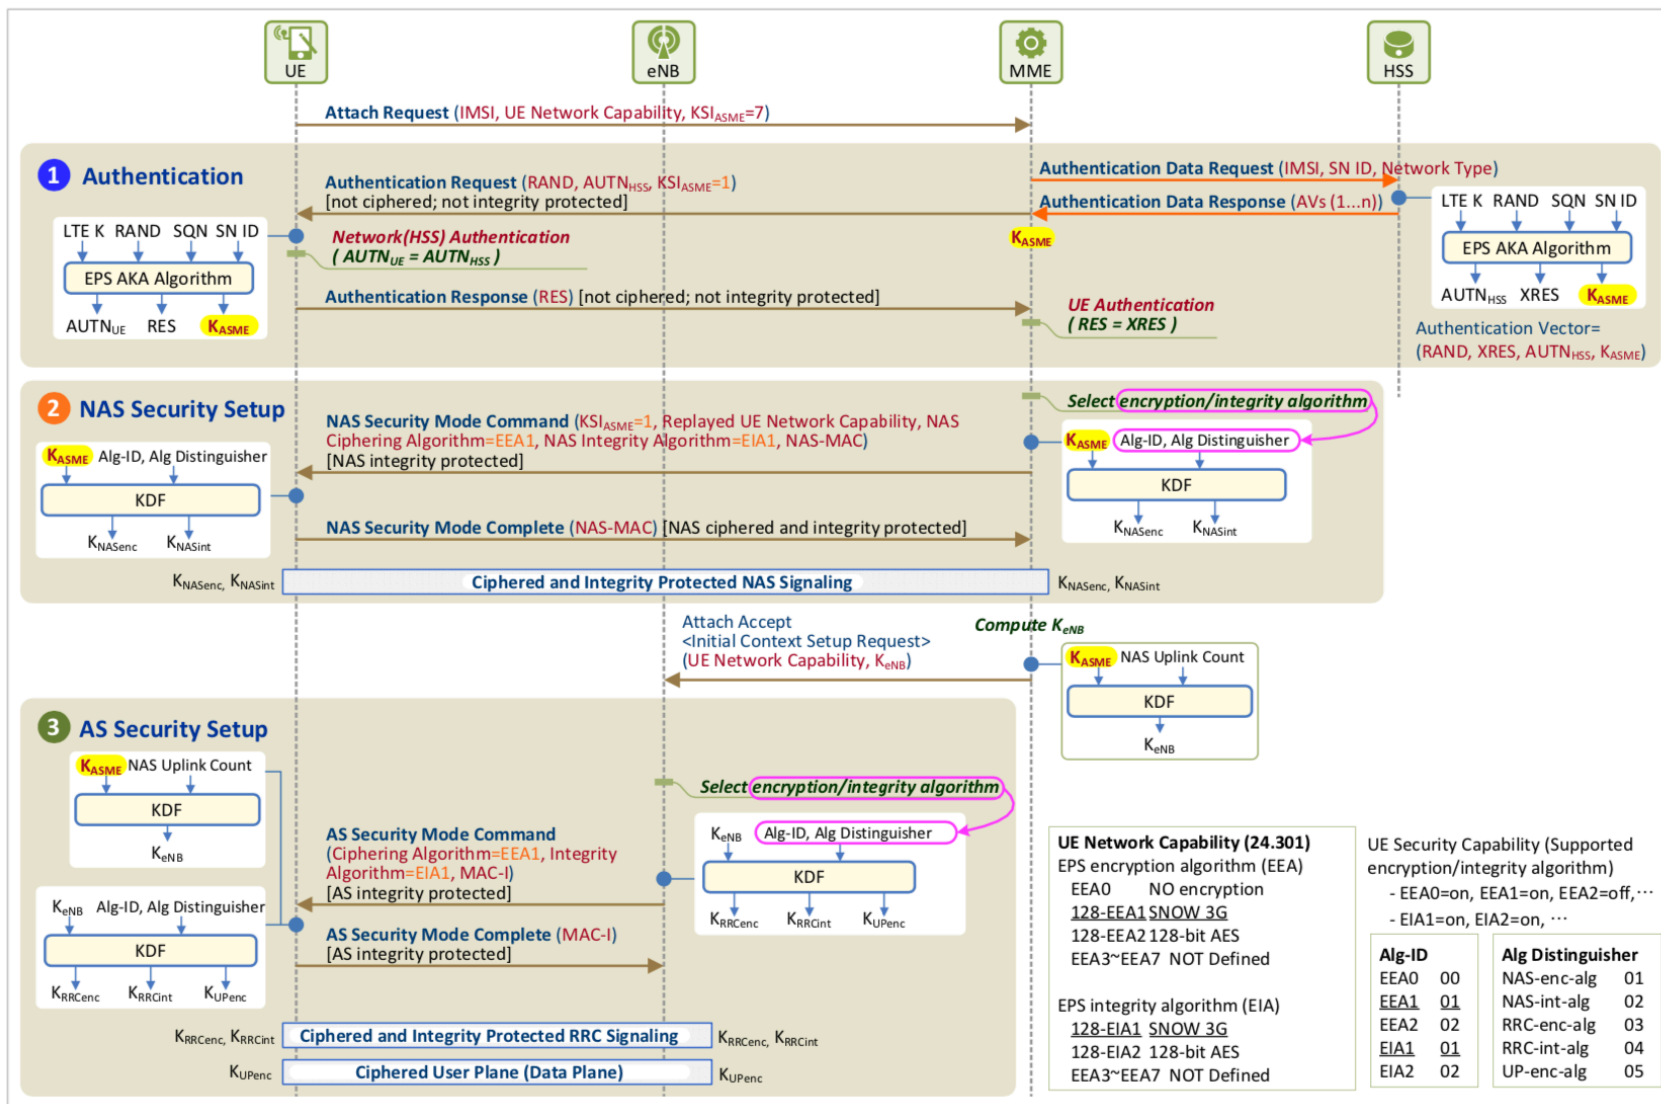 UE
eNB
MME
HSS
Attach Request (IMSI, UE Network Capability, KSIASME=7)
1 Authentication
Authentication Request (RAND, AUTNHSS, KSIASME=1)
[not ciphered; not integrity protected]
Authentication Data Request (IMSI, SN ID, Network Type)
Authentication Data Response (AVs (1...n))
LTE K RAND SQN SN ID
EPS AKA Algorithm
AUTNUE RES KASME
Network(HSS) Authentication
( AUTNUE = AUTNHSS )
KASME
LTE K RAND SQN SN ID
EPS AKA Algorithm
AUTNHSS XRES KASME
Authentication Response (RES) [not ciphered; not integrity protected]
UE Authentication
( RES = XRES )
Authentication Vector=
(RAND, XRES, AUTNHSS, KASME)
2 NAS Security Setup
Select encryption/integrity algorithm
NAS Security Mode Command (KSIASME=1, Replayed UE Network Capability, NAS
Ciphering Algorithm=EEA1, NAS Integrity Algorithm=EIA1, NAS-MAC)
[NAS integrity protected]
KASME Alg-ID, Alg Distinguisher
KDF
KNASenc KNASint
KASME Alg-ID, Alg Distinguisher
KDF
KNASenc KNASint
NAS Security Mode Complete (NAS-MAC) [NAS ciphered and integrity protected]
KNASenc, KNASint
Ciphered and Integrity Protected NAS Signaling
KNASenc, KNASint
Attach Accept
<Initial Context Setup Request>
(UE Network Capability, KeNB)
Compute KeNB
KASME NAS Uplink Count
KDF
KeNB
3 AS Security Setup
KASME NAS Uplink Count
KDF
KeNB
Select encryption/integrity algorithm
AS Security Mode Command
(Ciphering Algorithm=EEA1, Integrity
Algorithm=EIA1, MAC-I)
[AS integrity protected]
KeNB Alg-ID, Alg Distinguisher
KDF
KRRCenc KRRCint KUPenc
KeNB Alg-ID, Alg Distinguisher
KDF
KRRCenc KRRCint KUPenc
AS Security Mode Complete (MAC-I)
[AS integrity protected]
KRRCenc, KRRCint
Ciphered and Integrity Protected RRC Signaling
KRRCenc, KRRCint
KUPenc
Ciphered User Plane (Data Plane)
KUPenc
UE Network Capability (24.301)
EPS encryption algorithm (EEA)
EEA0 NO encryption
128-EEA1 SNOW 3G
128-EEA2 128-bit AES
EEA3~EEA7 NOT Defined
EPS integrity algorithm (EIA)
128-EIA1 SNOW 3G
128-EIA2 128-bit AES
EEA3~EEA7 NOT Defined
UE Security Capability (Supported
encryption/integrity algorithm)
- EEA0=on, EEA1=on, EEA2=off,⋯
- EIA1=on, EIA2=on, ⋯
Alg-ID
EEA0 00
EEA1 01
EEA2 02
EIA1 01
EIA2 02
Alg Distinguisher
NAS-enc-alg 01
NAS-int-alg 02
RRC-enc-alg 03
RRC-int-alg 04
UP-enc-alg 05